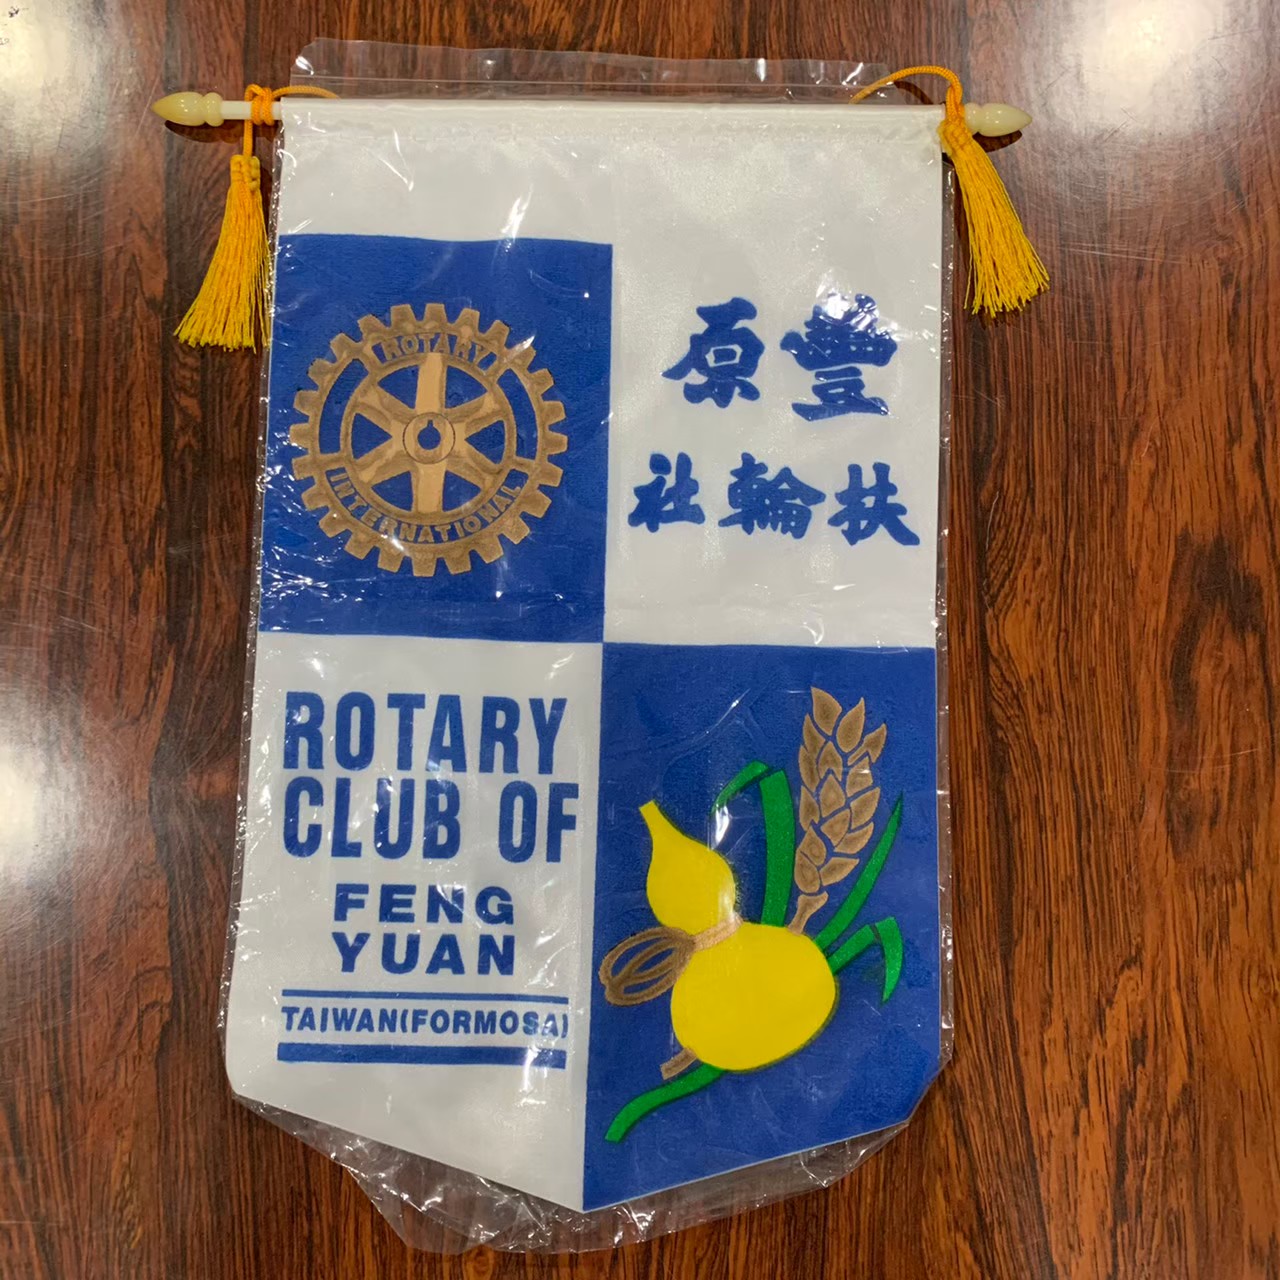 ROTARY
INTERNATIONAL
豐原
扶輪社
ROTARY
CLUB OF
FENG
YUAN
TAIWAN(FORMOSA)